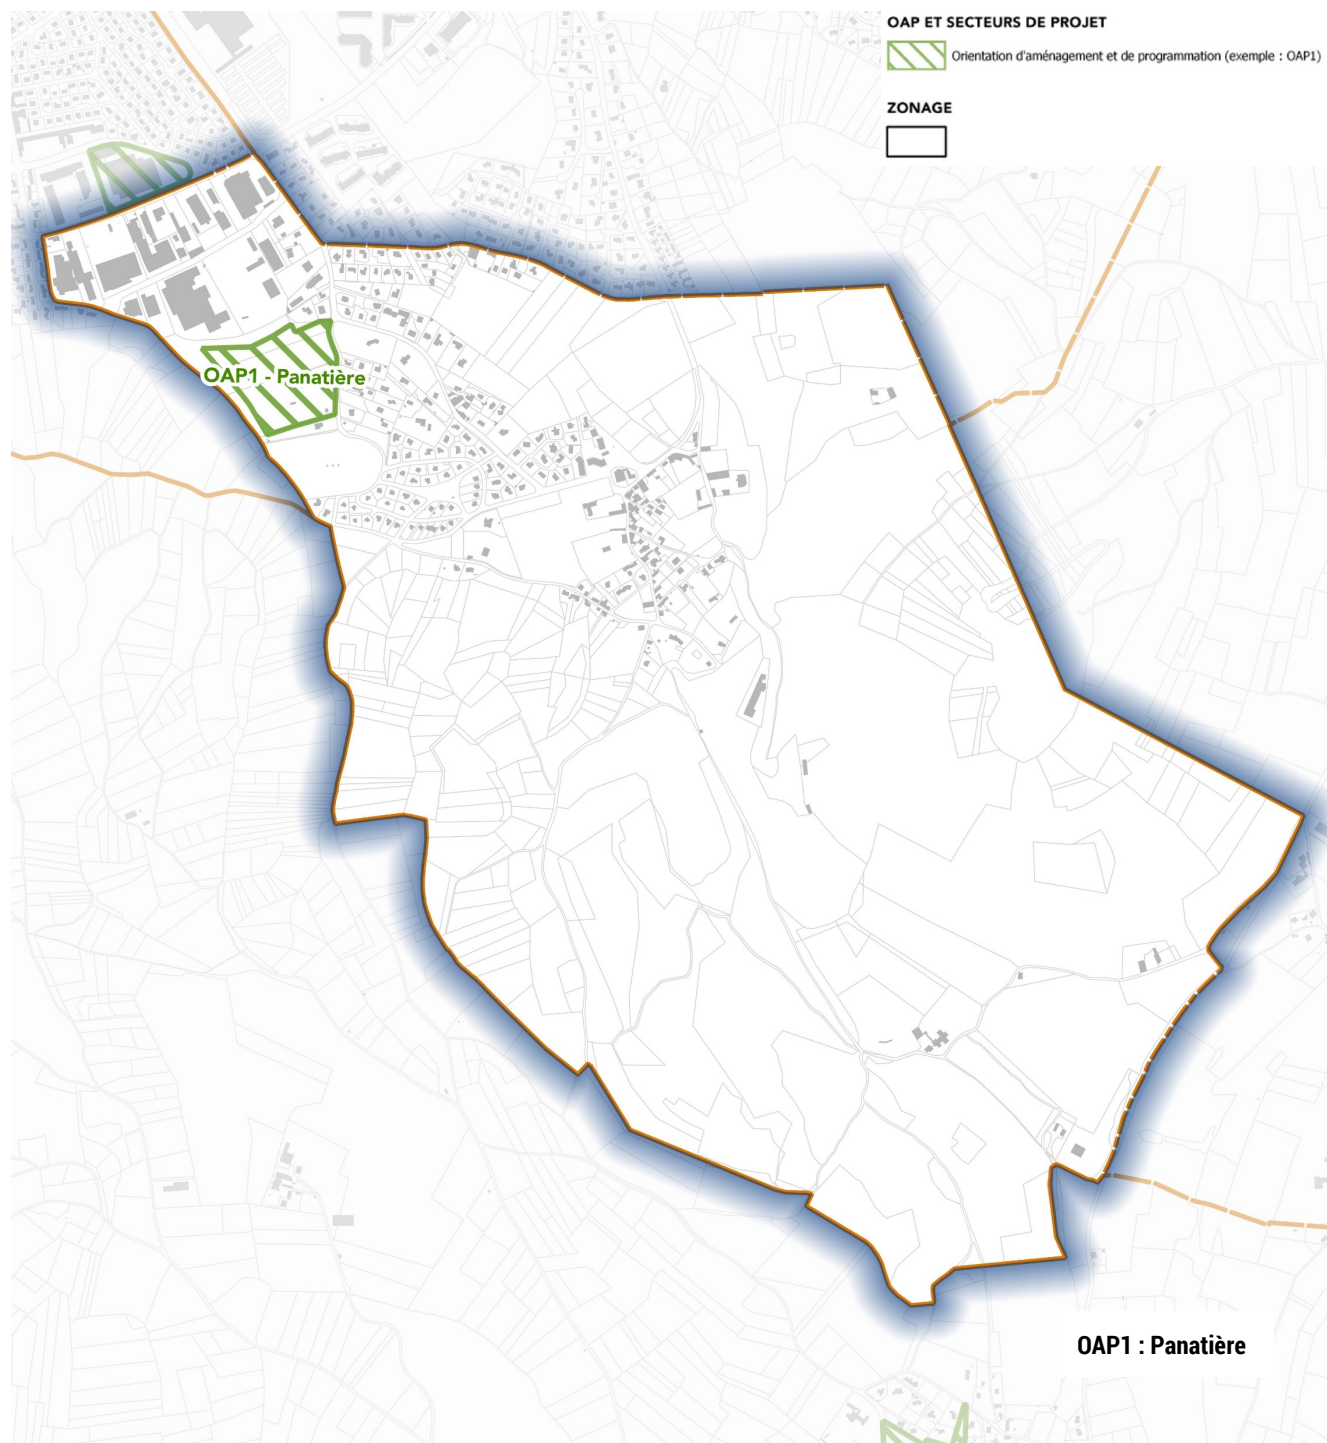 OAP ET SECTEURS DE PROJET
Orientation d'aménagement et de programmation (exemple : OAP1)
ZONAGE
OAP1 - Panatière
OAP1 : Panatière